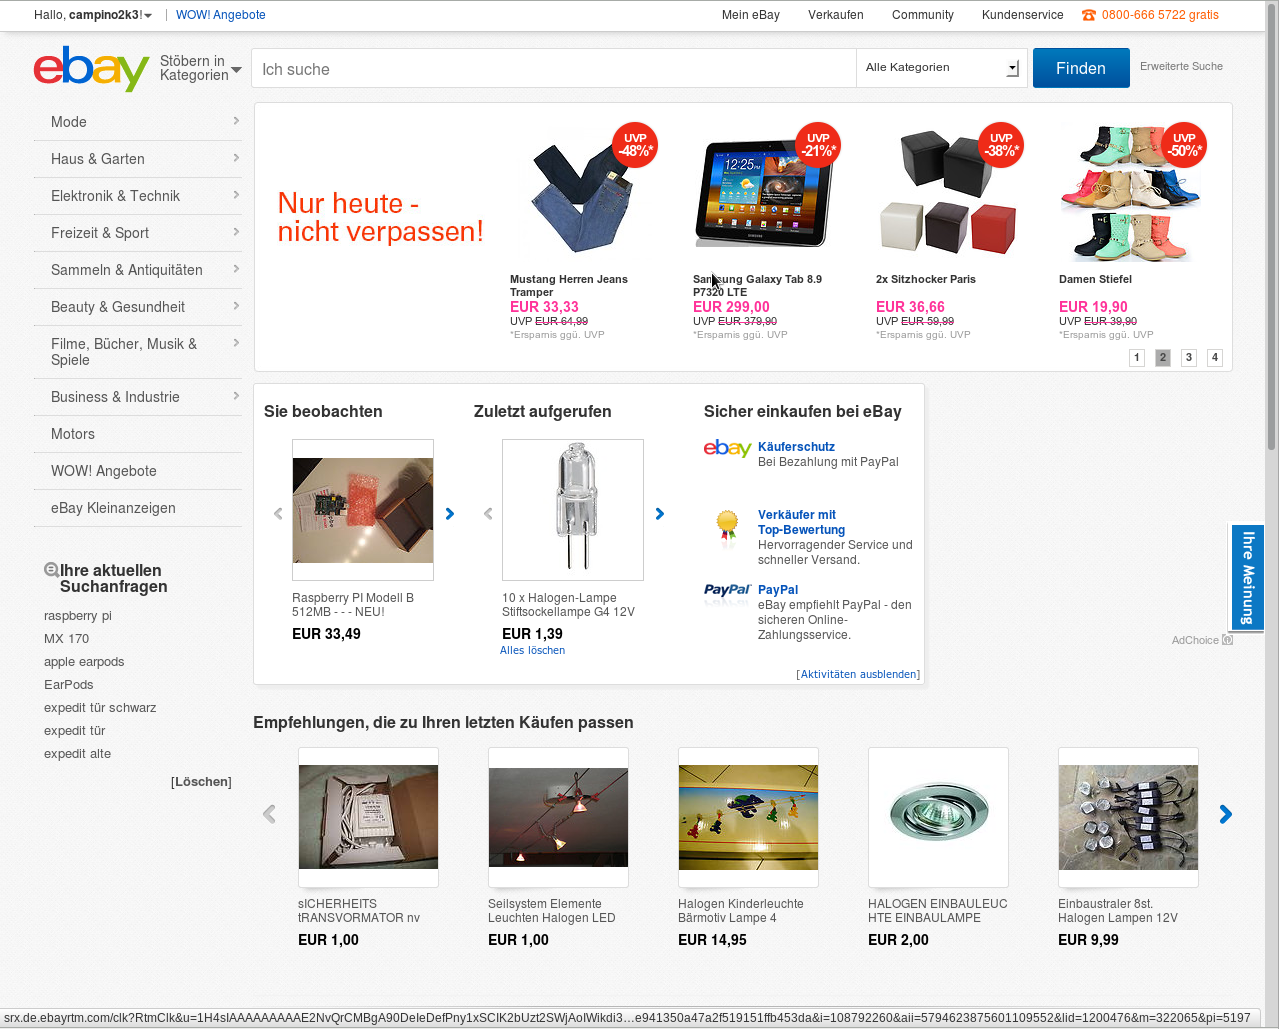 Hallo, campino2k3!
WOW! Angebote
Mein eBay
Verkaufen
Community
Kundenservice
0800-666 5722 gratis
ebay
Stöbern in
Kategorien
Ich suche
Alle Kategorien
Finden
Erweiterte Suche
Mode
Haus & Garten
Elektronik & Technik
Freizeit & Sport
Sammeln & Antiquitäten
Beauty & Gesundheit
Filme, Bücher, Musik &
Spiele
Business & Industrie
Motors
WOW! Angebote
eBay Kleinanzeigen
Ihre aktuellen
Suchanfragen
raspberry pi
MX 170
apple earpods
EarPods
expedit tür schwarz
expedit tür
expedit alte
[Löschen]
Nur heute -
nicht verpassen!
UVP
-48%*
Mustang Herren Jeans
Tramper
EUR 33,33
UVP EUR 64,99
*Ersparnis ggü. UVP
UVP
-21%*
12:25
SAMSUNG
Samsung Galaxy Tab 8.9
P7320 LTE
EUR 299,00
UVP EUR 379,90
*Ersparnis ggü. UVP
UVP
-38%*
2x Sitzhocker Paris
EUR 36,66
UVP EUR 59,99
*Ersparnis ggü. UVP
UVP
-50%*
Damen Stiefel
EUR 19,90
UVP EUR 39,90
*Ersparnis ggü. UVP
1 2 3 4
Sie beobachten
Raspberry PI Modell B
512MB - - - NEU!
EUR 33,49
Zuletzt aufgerufen
10 x Halogen-Lampe
Stiftsockellampe G4 12V
EUR 1,39
Alles löschen
Sicher einkaufen bei eBay
ebay
Käuferschutz
Bei Bezahlung mit PayPal
Verkäufer mit
Top-Bewertung
Hervorragender Service und
schneller Versand.
PayPal
PayPal
eBay empfiehlt PayPal - den
sicheren Online-
Zahlungsservice.
[Aktivitäten ausblenden]
Ihre Meinung
AdChoice
Empfehlungen, die zu Ihren letzten Käufen passen
sICHERHEITS
tRANSVORMATOR nv
EUR 1,00
Seilsystem Elemente
Leuchten Halogen LED
EUR 1,00
Halogen Kinderleuchte
Bärmotiv Lampe 4
EUR 14,95
HALOGEN EINBAULEUC
HTE EINBAULAMPE
EUR 2,00
Einbaustraler 8st.
Halogen Lampen 12V
EUR 9,99
srx.de.ebayrtm.com/clk?RtmClk&u=1H4sIAAAAAAAAAE2NvQrCMBgA90DeIeDefPny1xSCIK2bUzt2SWjAoIWikdi3…e941350a47a2f519151ffb453da&i=108792260&aii=5794623875601109552&lid=1200476&m=322065&pi=5197